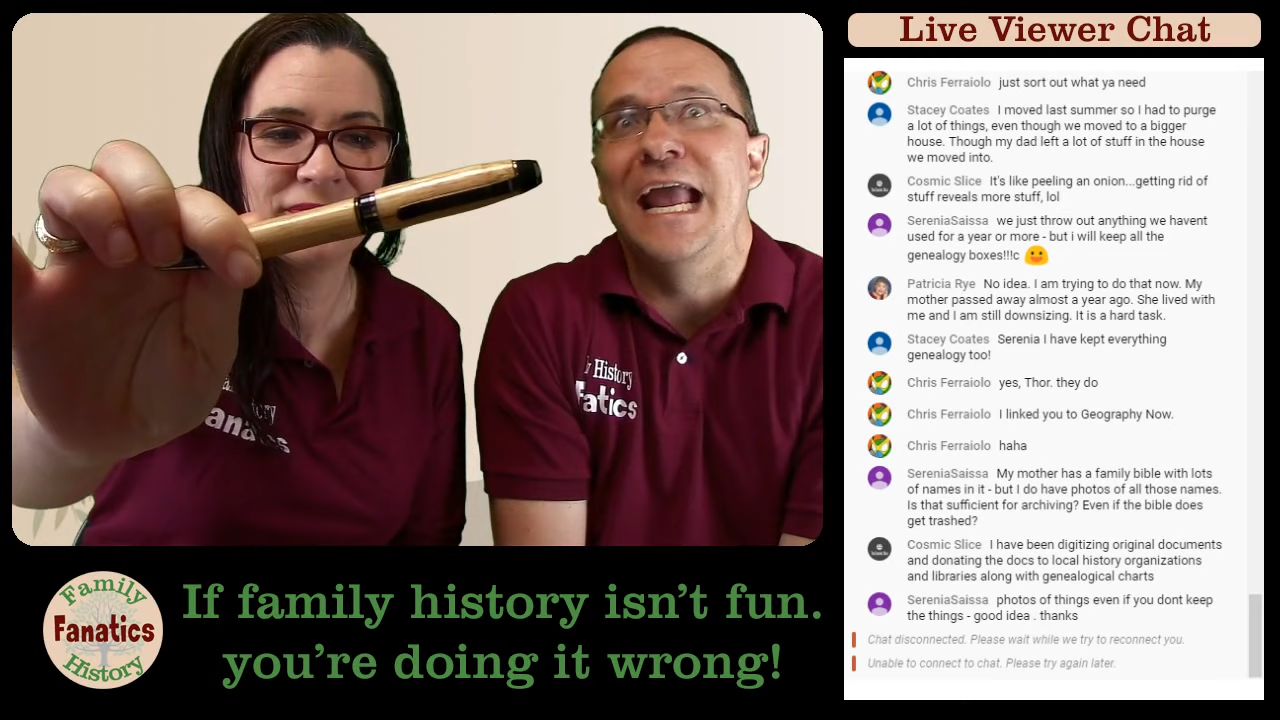 Live Viewer Chat
Chris Ferraiolo just sort out what ya need
Stacey Coates I moved last summer so I had to purge
a lot of things, even though we moved to a bigger
house. Though my dad left a lot of stuff in the house
we moved into.
Cosmic Slice It's like peeling an onion...getting rid of
stuff reveals more stuff, lol
SereniaSaissa we just throw out anything we havent
used for a year or more - but i will keep all the
genealogy boxes!!!c
Patricia Rye No idea. I am trying to do that now. My
mother passed away almost a year ago. She lived with
me and I am still downsizing. It is a hard task.
Stacey Coates Serenia I have kept everything
genealogy too!
Chris Ferraiolo yes, Thor. they do
Chris Ferraiolo I linked you to Geography Now.
Chris Ferraiolo haha
SereniaSaissa My mother has a family bible with lots
of names in it - but I do have photos of all those names.
Is that sufficient for archiving? Even if the bible does
get trashed?
Cosmic Slice I have been digitizing original documents
and donating the docs to local history organizations
and libraries along with genealogical charts
SereniaSaissa photos of things even if you dont keep
the things - good idea . thanks
Chat disconnected. Please wait while we try to reconnect you.
Unable to connect to chat. Please try again later.
History
Fatics
Family
Fanatics
History
If family history isn't fun.
you're doing it wrong!